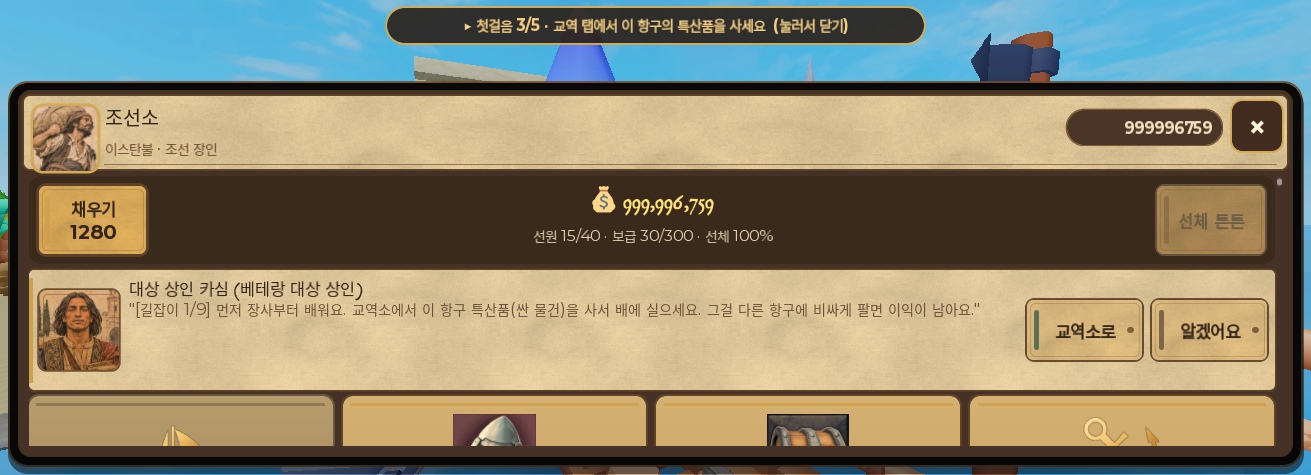 ▸ 첫걸음 3/5 · 교역 탭에서 이 항구의 특산품을 사세요 (눌러서 닫기)
조선소
이스탄불 · 조선 장인
999996759
×
채우기
1280
999,996,759
선원 15/40 · 보급 30/300 · 선체 100%
선체 튼튼
대상 상인 카심 (베테랑 대상 상인)
"[길잡이 1/9] 먼저 장사부터 배워요. 교역소에서 이 항구 특산품(싼 물건)을 사서 배에 실으세요. 그걸 다른 항구에 비싸게 팔면 이익이 남아요."
교역소로
알겠어요